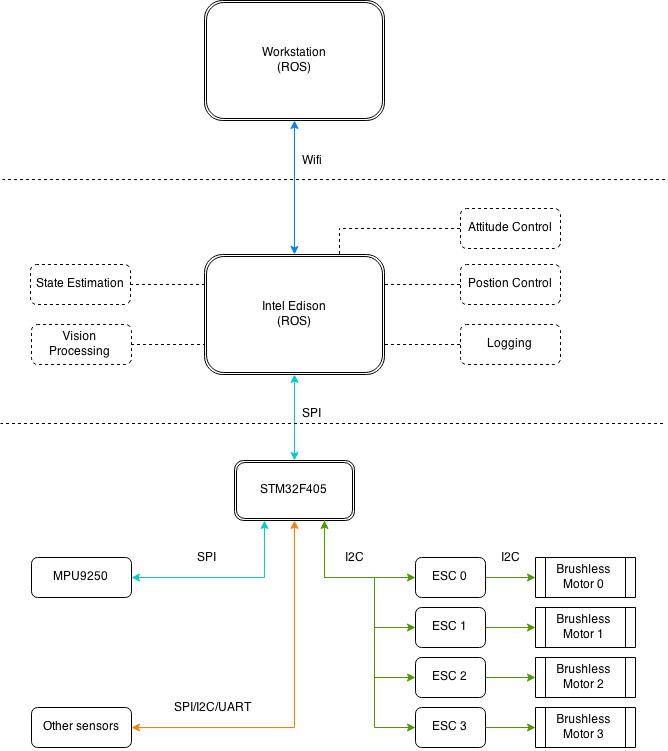 Workstation
(ROS)
Wifi
Attitude Control
State Estimation
Intel Edison
(ROS)
Postion Control
Vision
Processing
Logging
SPI
STM32F405
SPI
I2C
I2C
MPU9250
ESC 0
Brushless
Motor 0
ESC 1
Brushless
Motor 1
ESC 2
Brushless
Motor 2
SPI/I2C/UART
Other sensors
ESC 3
Brushless
Motor 3